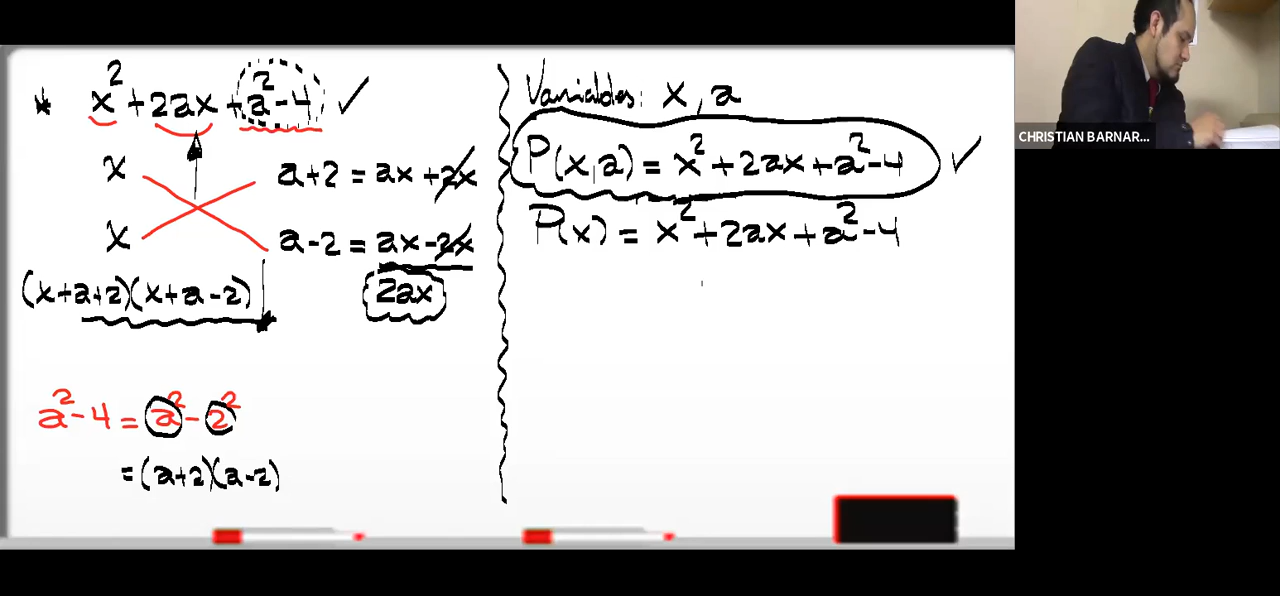 * x² + 2ax + a² - 4 ✓
x a+2 = ax + 2x
x a-2 = ax - 2x
(x+a+2)(x+a-2) 2ax
a² - 4 = a² - 2²
= (a+2)(a-2)
Variables: x, a
P(x,a) = x² + 2ax + a² - 4 ✓
P(x) = x² + 2ax + a² - 4
CHRISTIAN BARNAR...